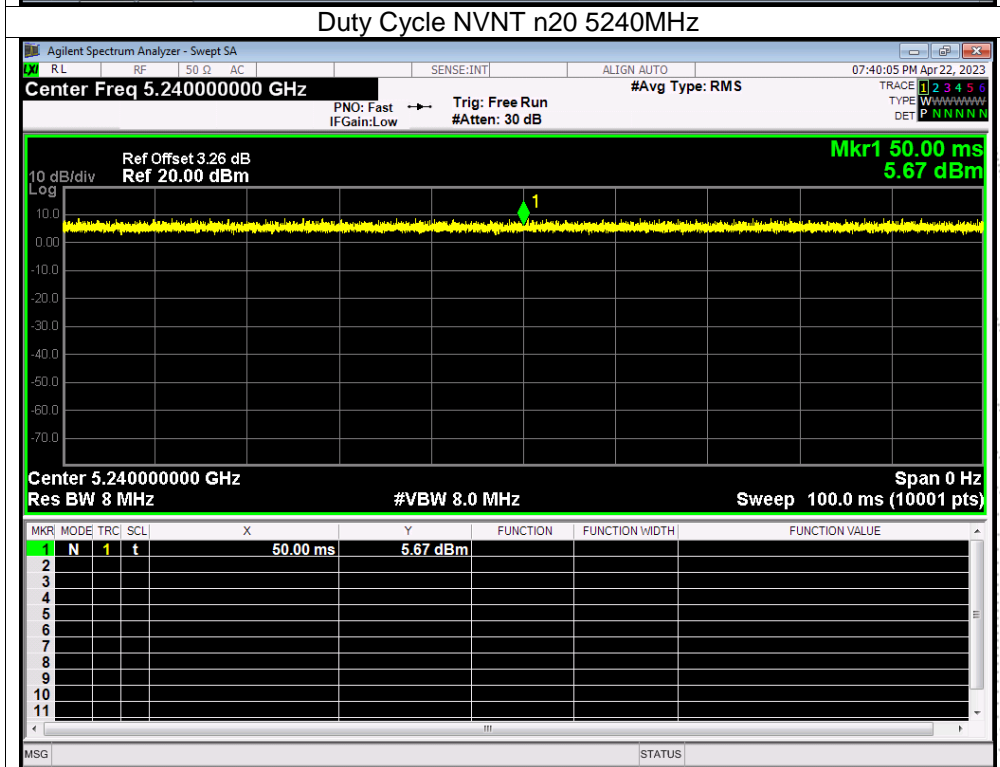 Duty Cycle NVNT n20 5240MHz
Agilent Spectrum Analyzer - Swept SA
LXI RL RF 50 Ω AC SENSE:INT ALIGN AUTO 07:40:05 PM Apr 22, 2023
Center Freq 5.240000000 GHz #Avg Type: RMS TRACE 1 2 3 4 5 6
PNO: Fast Trig: Free Run TYPE WWWWWW
IFGain:Low #Atten: 30 dB DET P N N N N N
Mkr1 50.00 ms
Ref Offset 3.26 dB
10 dB/div Ref 20.00 dBm 5.67 dBm
Log
1
10.0
0.00
-10.0
-20.0
-30.0
-40.0
-50.0
-60.0
-70.0
Center 5.240000000 GHz Span 0 Hz
Res BW 8 MHz #VBW 8.0 MHz Sweep 100.0 ms (10001 pts)
MKR MODE TRC SCL X Y FUNCTION FUNCTION WIDTH FUNCTION VALUE
1 N 1 t 50.00 ms 5.67 dBm
2
3
4
5
6
7
8
9
10
11
MSG STATUS